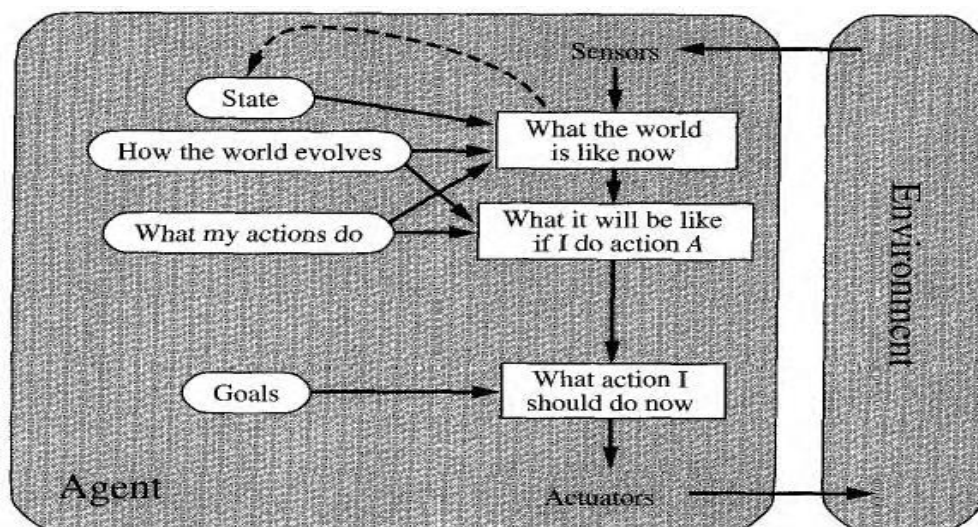 Sensors
State
What the world
is like now
How the world evolves
What it will be like
if I do action A
What my actions do
Goals
What action I
should do now
Agent
Actuators
Environment